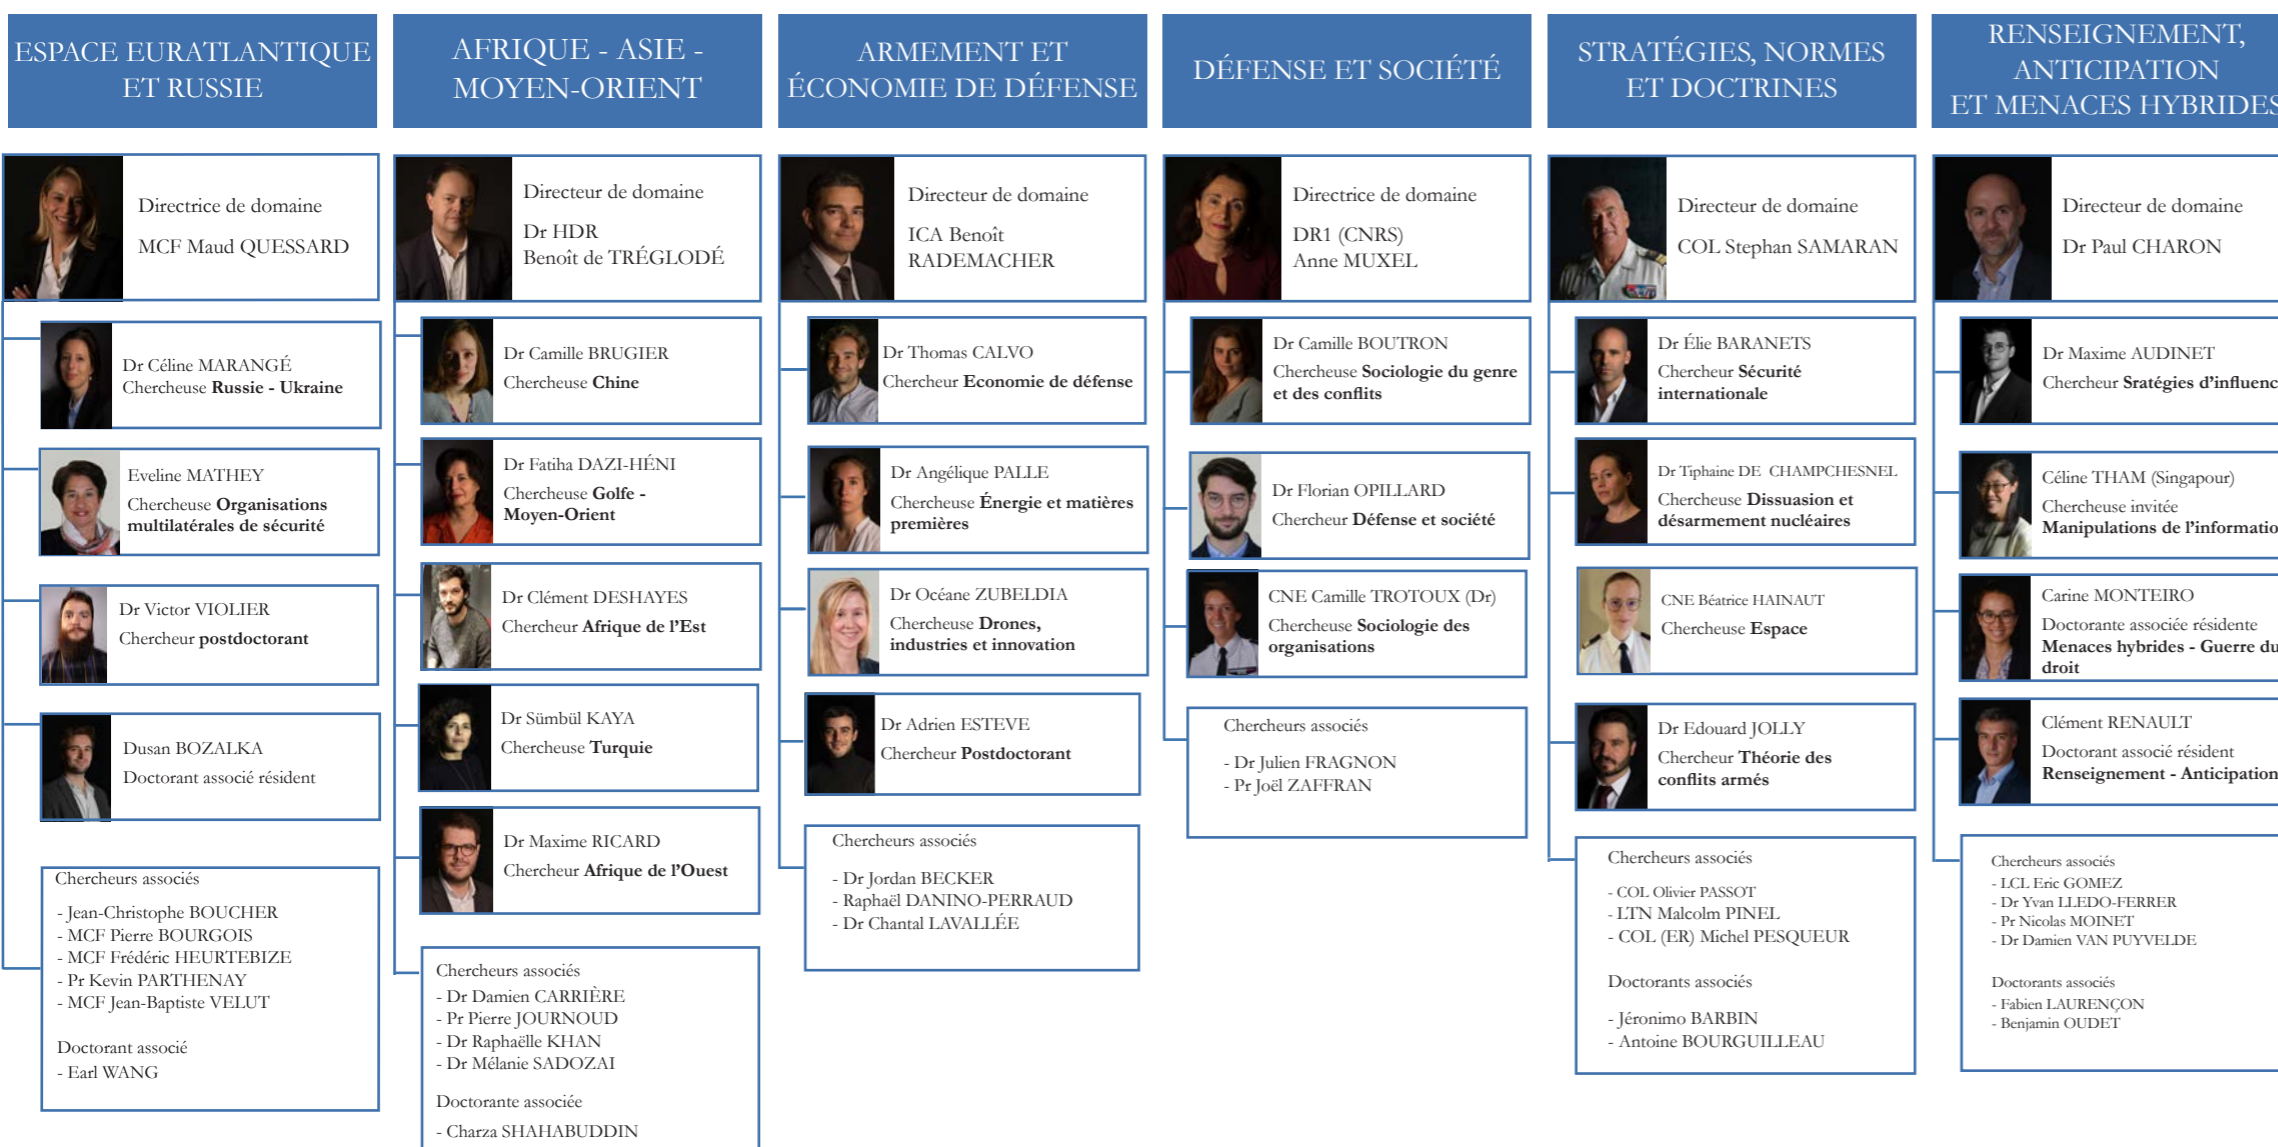 ESPACE EURATLANTIQUE
ET RUSSIE
Directrice de domaine
MCF Maud QUESSARD
Dr Céline MARANGÉ
Chercheuse Russie - Ukraine
Eveline MATHEY
Chercheuse Organisations
multilatérales de sécurité
Dr Victor VIOLIER
Chercheur postdoctorant
Dusan BOZALKA
Doctorant associé résident
Chercheurs associés
- Jean-Christophe BOUCHER
- MCF Pierre BOURGOIS
- MCF Frédéric HEURTEBIZE
- Pr Kevin PARTHENAY
- MCF Jean-Baptiste VELUT
Doctorant associé
- Earl WANG
AFRIQUE - ASIE -
MOYEN-ORIENT
Directeur de domaine
Dr HDR
Benoît de TRÉGLODÉ
Dr Camille BRUGIER
Chercheuse Chine
Dr Fatiha DAZI-HÉNI
Chercheuse Golfe -
Moyen-Orient
Dr Clément DESHAYES
Chercheur Afrique de l'Est
Dr Sümbül KAYA
Chercheuse Turquie
Dr Maxime RICARD
Chercheur Afrique de l'Ouest
Chercheurs associés
- Dr Damien CARRIÈRE
- Pr Pierre JOURNOUD
- Dr Raphaëlle KHAN
- Dr Mélanie SADOZAI
Doctorante associée
- Charza SHAHABUDDIN
ARMEMENT ET
ÉCONOMIE DE DÉFENSE
Directeur de domaine
ICA Benoît
RADEMACHER
Dr Thomas CALVO
Chercheur Economie de défense
Dr Angélique PALLE
Chercheuse Énergie et matières
premières
Dr Océane ZUBELDIA
Chercheuse Drones,
industries et innovation
Dr Adrien ESTEVE
Chercheur Postdoctorant
Chercheurs associés
- Dr Jordan BECKER
- Raphaël DANINO-PERRAUD
- Dr Chantal LAVALLÉE
DÉFENSE ET SOCIÉTÉ
Directrice de domaine
DR1 (CNRS)
Anne MUXEL
Dr Camille BOUTRON
Chercheuse Sociologie du genre
et des conflits
Dr Florian OPILLARD
Chercheur Défense et société
CNE Camille TROTOUX (Dr)
Chercheuse Sociologie des
organisations
Chercheurs associés
- Dr Julien FRAGNON
- Pr Joël ZAFFRAN
STRATÉGIES, NORMES
ET DOCTRINES
Directeur de domaine
COL Stephan SAMARAN
Dr Élie BARANETS
Chercheur Sécurité
internationale
Dr Tiphaine DE CHAMPCHESNEL
Chercheuse Dissuasion et
désarmement nucléaires
CNE Béatrice HAINAUT
Chercheuse Espace
Dr Edouard JOLLY
Chercheur Théorie des
conflits armés
Chercheurs associés
- COL Olivier PASSOT
- LTN Malcolm PINEL
- COL (ER) Michel PESQUEUR
Doctorants associés
- Jéronimo BARBIN
- Antoine BOURGUILLEAU
RENSEIGNEMENT,
ANTICIPATION
ET MENACES HYBRIDES
Directeur de domaine
Dr Paul CHARON
Dr Maxime AUDINET
Chercheur Sratégies d'influenc
Céline THAM (Singapour)
Chercheuse invitée
Manipulations de l'informatio
Carine MONTEIRO
Doctorante associée résidente
Menaces hybrides - Guerre du
droit
Clément RENAULT
Doctorant associé résident
Renseignement - Anticipation
Chercheurs associés
- LCL Eric GOMEZ
- Dr Yvan LLEDO-FERRER
- Pr Nicolas MOINET
- Dr Damien VAN PUYVELDE
Doctorants associés
- Fabien LAURENÇON
- Benjamin OUDET